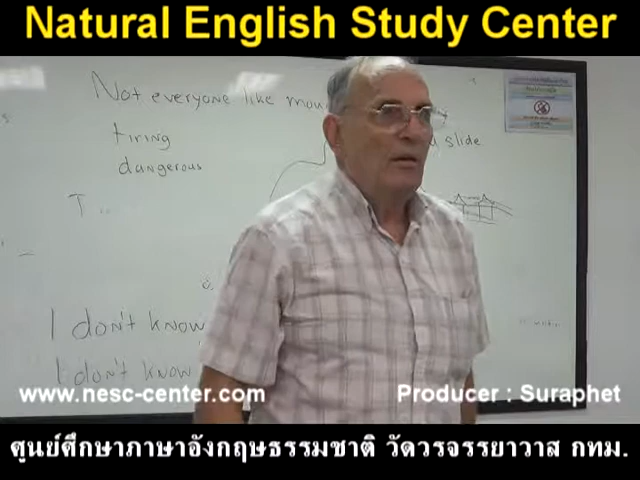 Natural English Study Center
Not everyone like moun
tiring
slide
dangerous
T ..
I don't know
I don't know
www.nesc-center.com
Producer : Suraphet
ศูนย์ศึกษาภาษาอังกฤษธรรมชาติ วัดวรจรรยาวาส กทม.